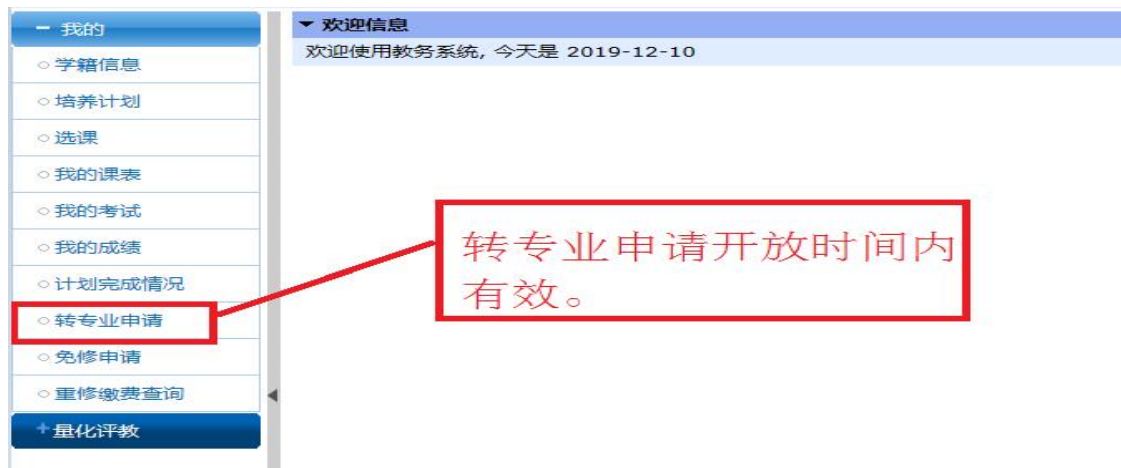 我的
学籍信息
培养计划
选课
我的课表
我的考试
我的成绩
计划完成情况
转专业申请
免修申请
重修缴费查询
量化评教
欢迎信息
欢迎使用教务系统, 今天是 2019-12-10
转专业申请开放时间内
有效。